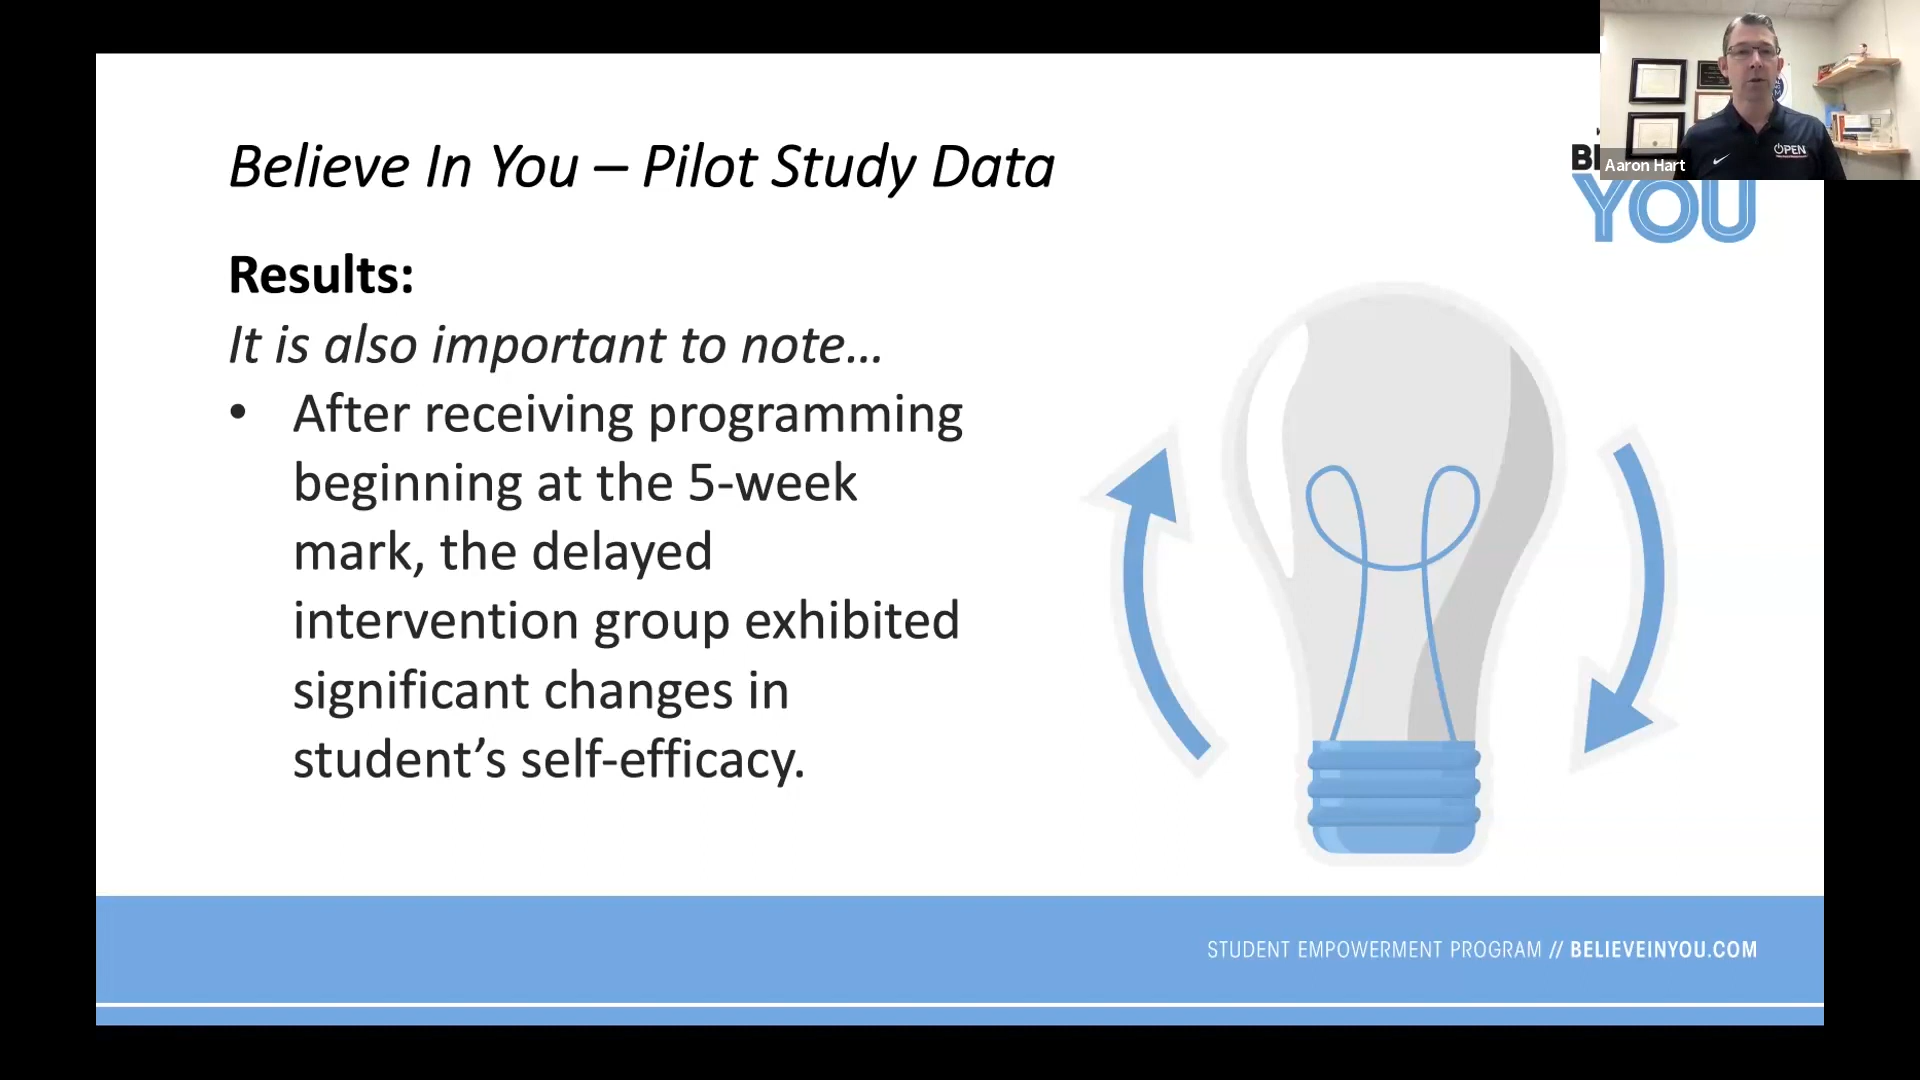 Believe In You – Pilot Study Data
Results:
It is also important to note…
• After receiving programming
beginning at the 5-week
mark, the delayed
intervention group exhibited
significant changes in
student’s self-efficacy.
YOU
OPEN
Aaron Hart
STUDENT EMPOWERMENT PROGRAM // BELIEVEINYOU.COM